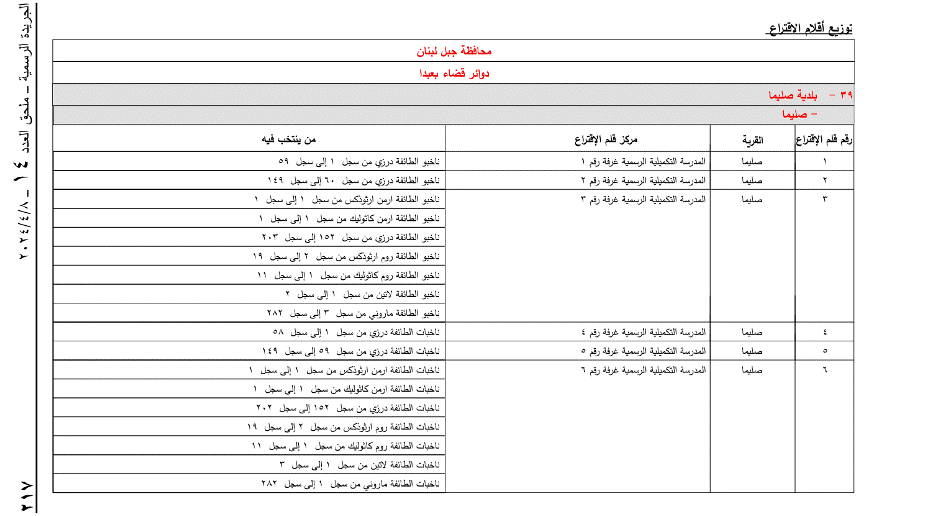 الجريدة الرسمية – ملحق العدد ١٤ – ٢٠٢٤/٤/٨
توزيع أقلام الاقتراع
محافظة جبل لبنان
دوائر قضاء بعبدا
٣٩ - بلدية صليما
- صليما
رقم قلم الإقتراع القرية مركز قلم الإقتراع من ينتخب فيه
١ صليما المدرسة التكميلية الرسمية غرفة رقم ١ ناخبو الطائفة درزي من سجل ١ إلى سجل ٥٩
٢ صليما المدرسة التكميلية الرسمية غرفة رقم ٢ ناخبو الطائفة درزي من سجل ٦٠ إلى سجل ١٤٩
٣ صليما المدرسة التكميلية الرسمية غرفة رقم ٣ ناخبو الطائفة ارمن ارثوذكس من سجل ١ إلى سجل ١
ناخبو الطائفة ارمن كاثوليك من سجل ١ إلى سجل ١
ناخبو الطائفة درزي من سجل ١٥٢ إلى سجل ٢٠٣
ناخبو الطائفة روم ارثوذكس من سجل ٢ إلى سجل ١٩
ناخبو الطائفة روم كاثوليك من سجل ١ إلى سجل ١١
ناخبو الطائفة لاتين من سجل ١ إلى سجل ٢
ناخبو الطائفة ماروني من سجل ٣ إلى سجل ٢٨٢
٤ صليما المدرسة التكميلية الرسمية غرفة رقم ٤ ناخبات الطائفة درزي من سجل ١ إلى سجل ٥٨
٥ صليما المدرسة التكميلية الرسمية غرفة رقم ٥ ناخبات الطائفة درزي من سجل ٥٩ إلى سجل ١٤٩
٦ صليما المدرسة التكميلية الرسمية غرفة رقم ٦ ناخبات الطائفة ارمن ارثوذكس من سجل ١ إلى سجل ١
ناخبات الطائفة ارمن كاثوليك من سجل ١ إلى سجل ١
ناخبات الطائفة درزي من سجل ١٥٢ إلى سجل ٢٠٢
ناخبات الطائفة روم ارثوذكس من سجل ٢ إلى سجل ١٩
ناخبات الطائفة روم كاثوليك من سجل ١ إلى سجل ١١
ناخبات الطائفة لاتين من سجل ١ إلى سجل ٣
ناخبات الطائفة ماروني من سجل ١ إلى سجل ٢٨٢
٢١٧